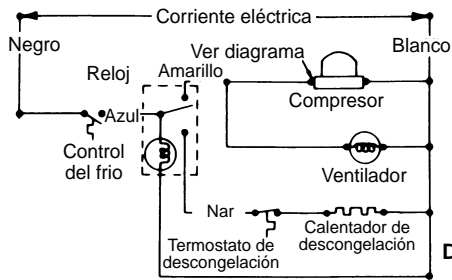 Corriente eléctrica
Negro
Blanco
Ver diagrama
Reloj
Amarillo
Compresor
Azul
Control
del frio
Ventilador
Nar
Termostato de
descongelación
Calentador de
descongelación
D